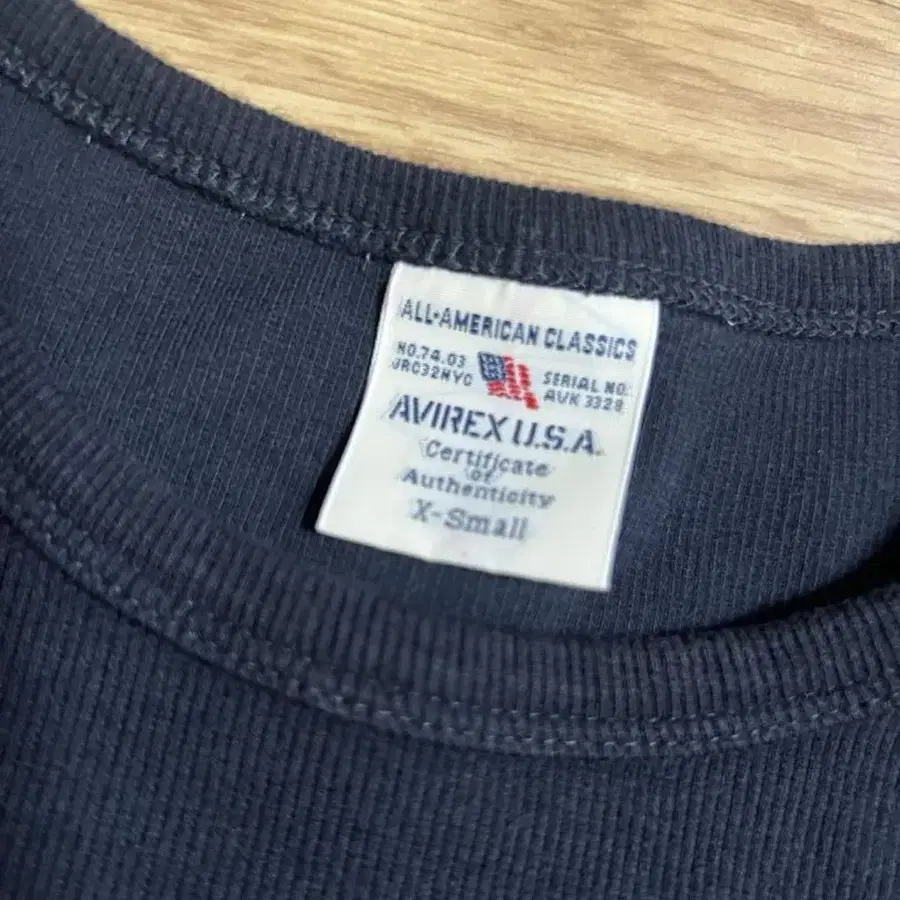 ALL-AMERICAN CLASSICS
NO.74.03
JRC32NYC
SERIAL NO.
AVK 3328
AVIREX U.S.A.
Certificate
of
Authenticity
X-Small